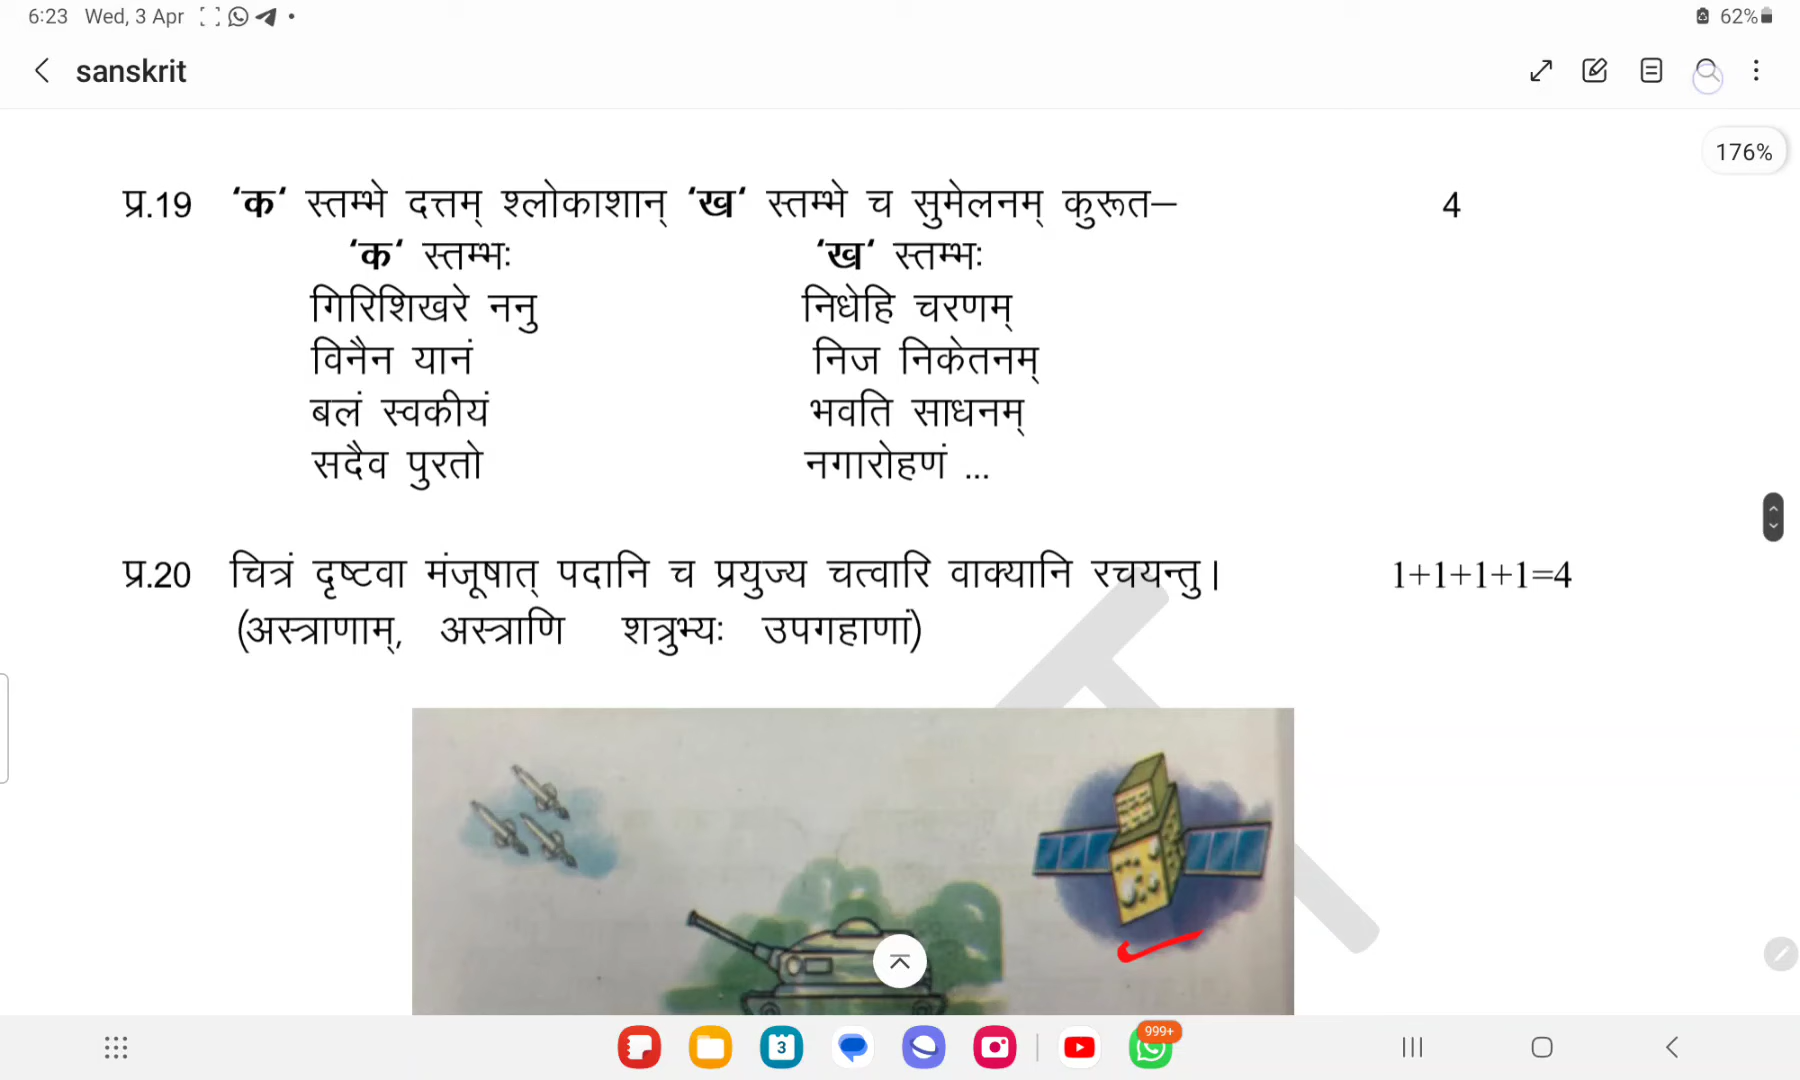 6:23 Wed, 3 Apr 62%
sanskrit
176%
प्र.19 ‘क‘ स्तम्भे दत्तम् श्लोकाशान् ‘ख‘ स्तम्भे च सुमेलनम् कुरूत– 4
‘क‘ स्तम्भः ‘ख‘ स्तम्भः
गिरिशिखरे ननु निधेहि चरणम्
विनैन यानं निज निकेतनम्
बलं स्वकीयं भवति साधनम्
सदैव पुरतो नगारोहणं ...
प्र.20 चित्रं दृष्टवा मंजूषात् पदानि च प्रयुज्य चत्वारि वाक्यानि रचयन्तु। 1+1+1+1=4
(अस्त्राणाम्, अस्त्राणि शत्रुभ्यः उपगहाणां)
3
999+